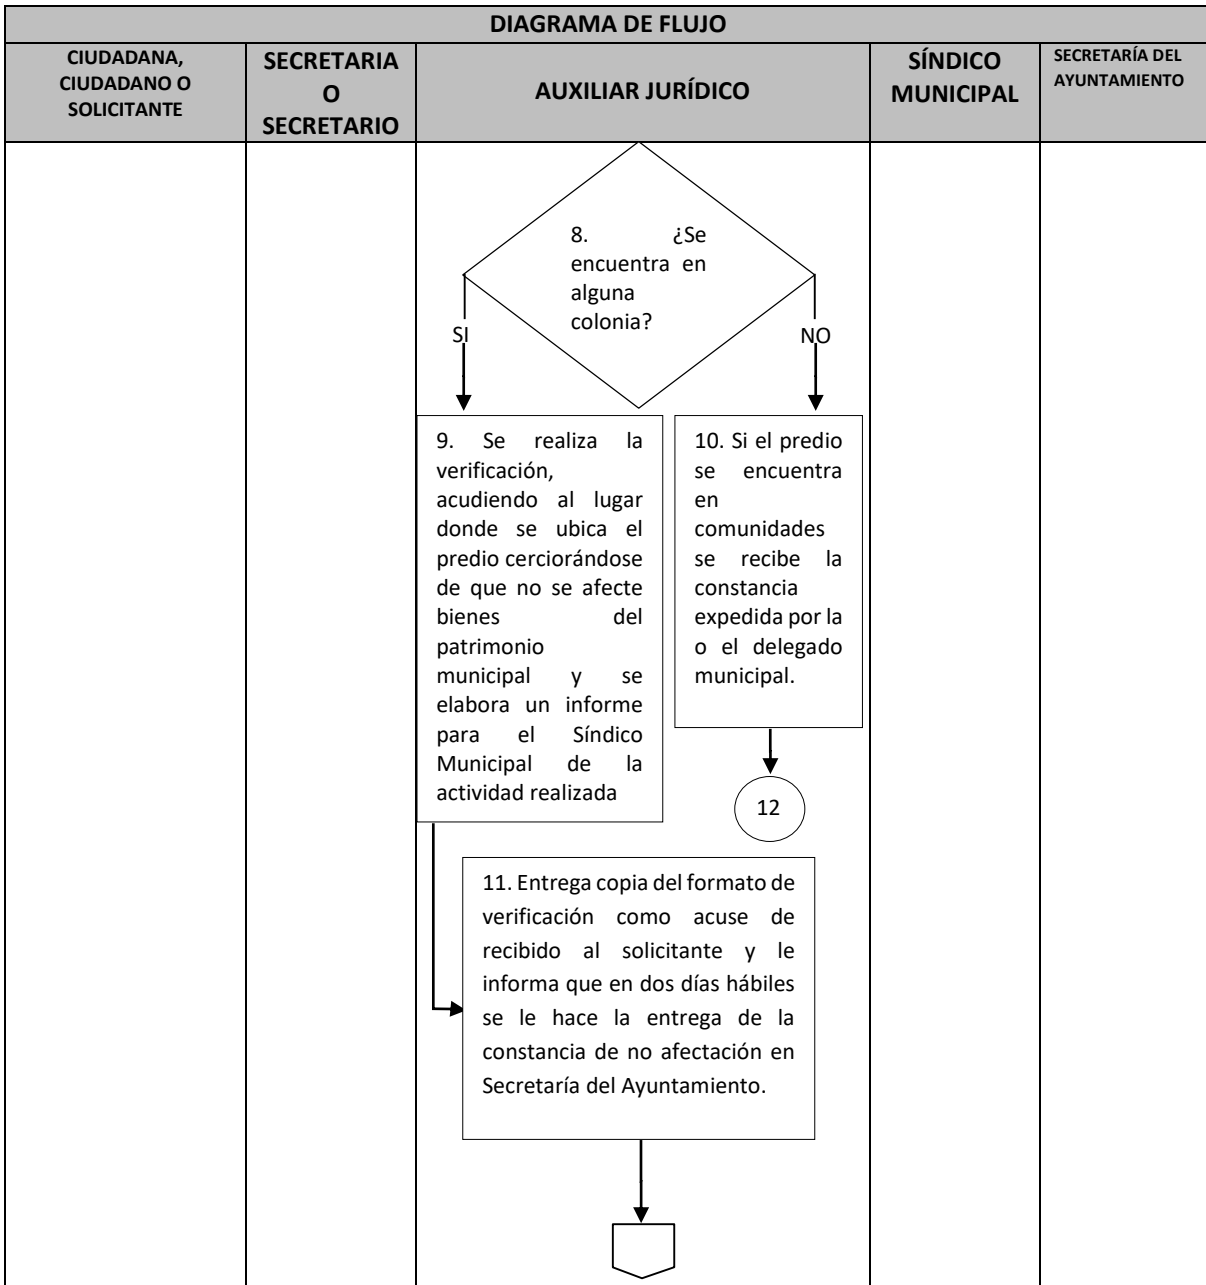 DIAGRAMA DE FLUJO
CIUDADANA,
CIUDADANO O
SOLICITANTE
SECRETARIA
O
SECRETARIO
AUXILIAR JURÍDICO
SÍNDICO
MUNICIPAL
SECRETARÍA DEL
AYUNTAMIENTO
8. ¿Se
encuentra en
alguna
colonia?
SI
NO
9. Se realiza la
verificación,
acudiendo al lugar
donde se ubica el
predio cerciorándose
de que no se afecte
bienes del
patrimonio
municipal y se
elabora un informe
para el Síndico
Municipal de la
actividad realizada
10. Si el predio
se encuentra
en
comunidades
se recibe la
constancia
expedida por la
o el delegado
municipal.
12
11. Entrega copia del formato de
verificación como acuse de
recibido al solicitante y le
informa que en dos días hábiles
se le hace la entrega de la
constancia de no afectación en
Secretaría del Ayuntamiento.